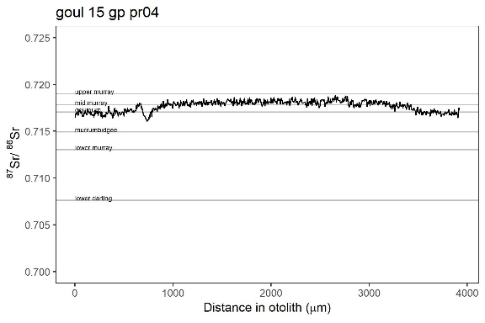 goul 15 gp pr04
0.725
0.720
0.715
0.710
0.705
0.700
⁸⁷Sr/ ⁸⁶Sr
upper murray
mid murray
murrumbidgee
lower murray
lower darling
0
1000
2000
3000
4000
Distance in otolith (μm)